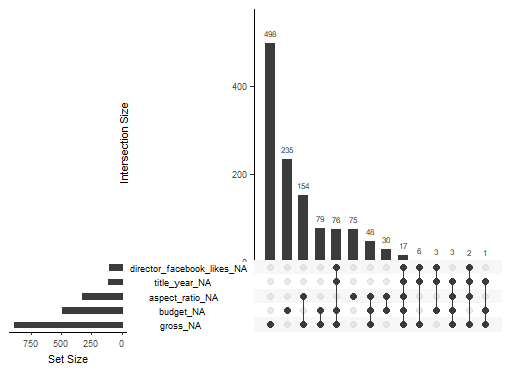 498
400
235
200
154
79
76
75
48
30
17
6
3
3
2
1
0
Intersection Size
director_facebook_likes_NA
title_year_NA
aspect_ratio_NA
budget_NA
gross_NA
750 500 250 0
Set Size